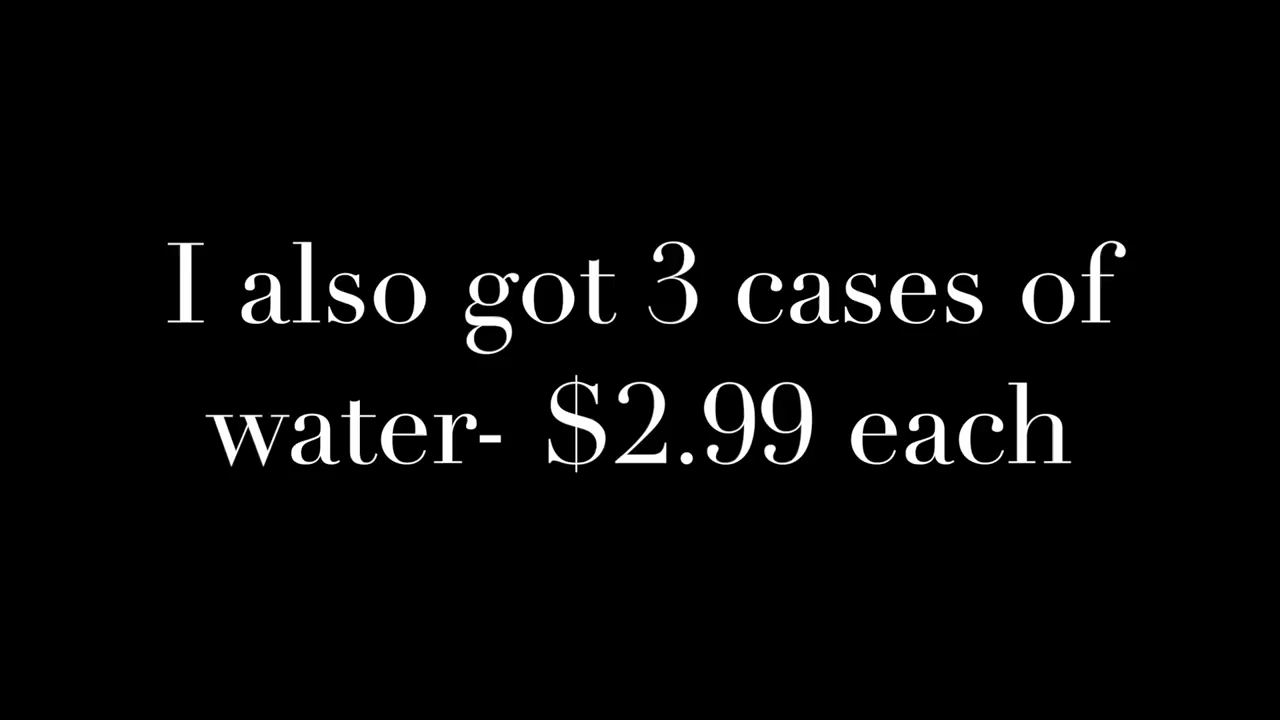 I also got 3 cases of
water- $2.99 each